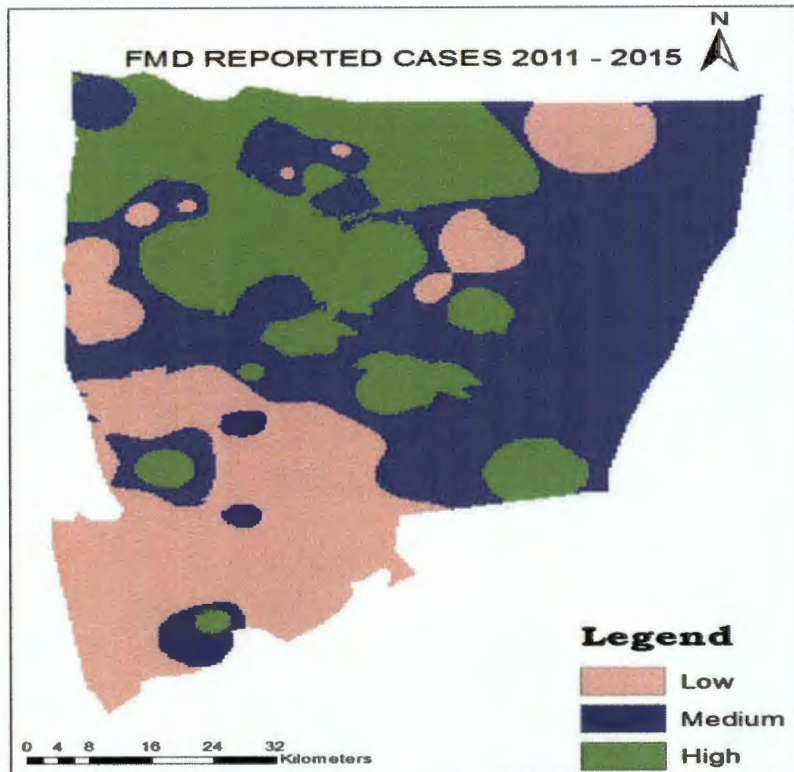 N
FMD REPORTED CASES 2011 - 2015
Legend
Low
Medium
High
0 4 8 16 24 32
Kilometers